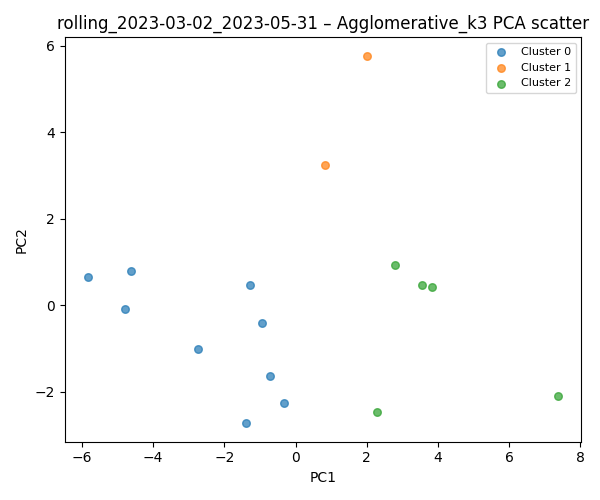 rolling_2023-03-02_2023-05-31 – Agglomerative_k3 PCA scatter
Cluster 0
Cluster 1
Cluster 2
PC2
6
4
2
0
−2
−6
−4
−2
0
2
4
6
8
PC1